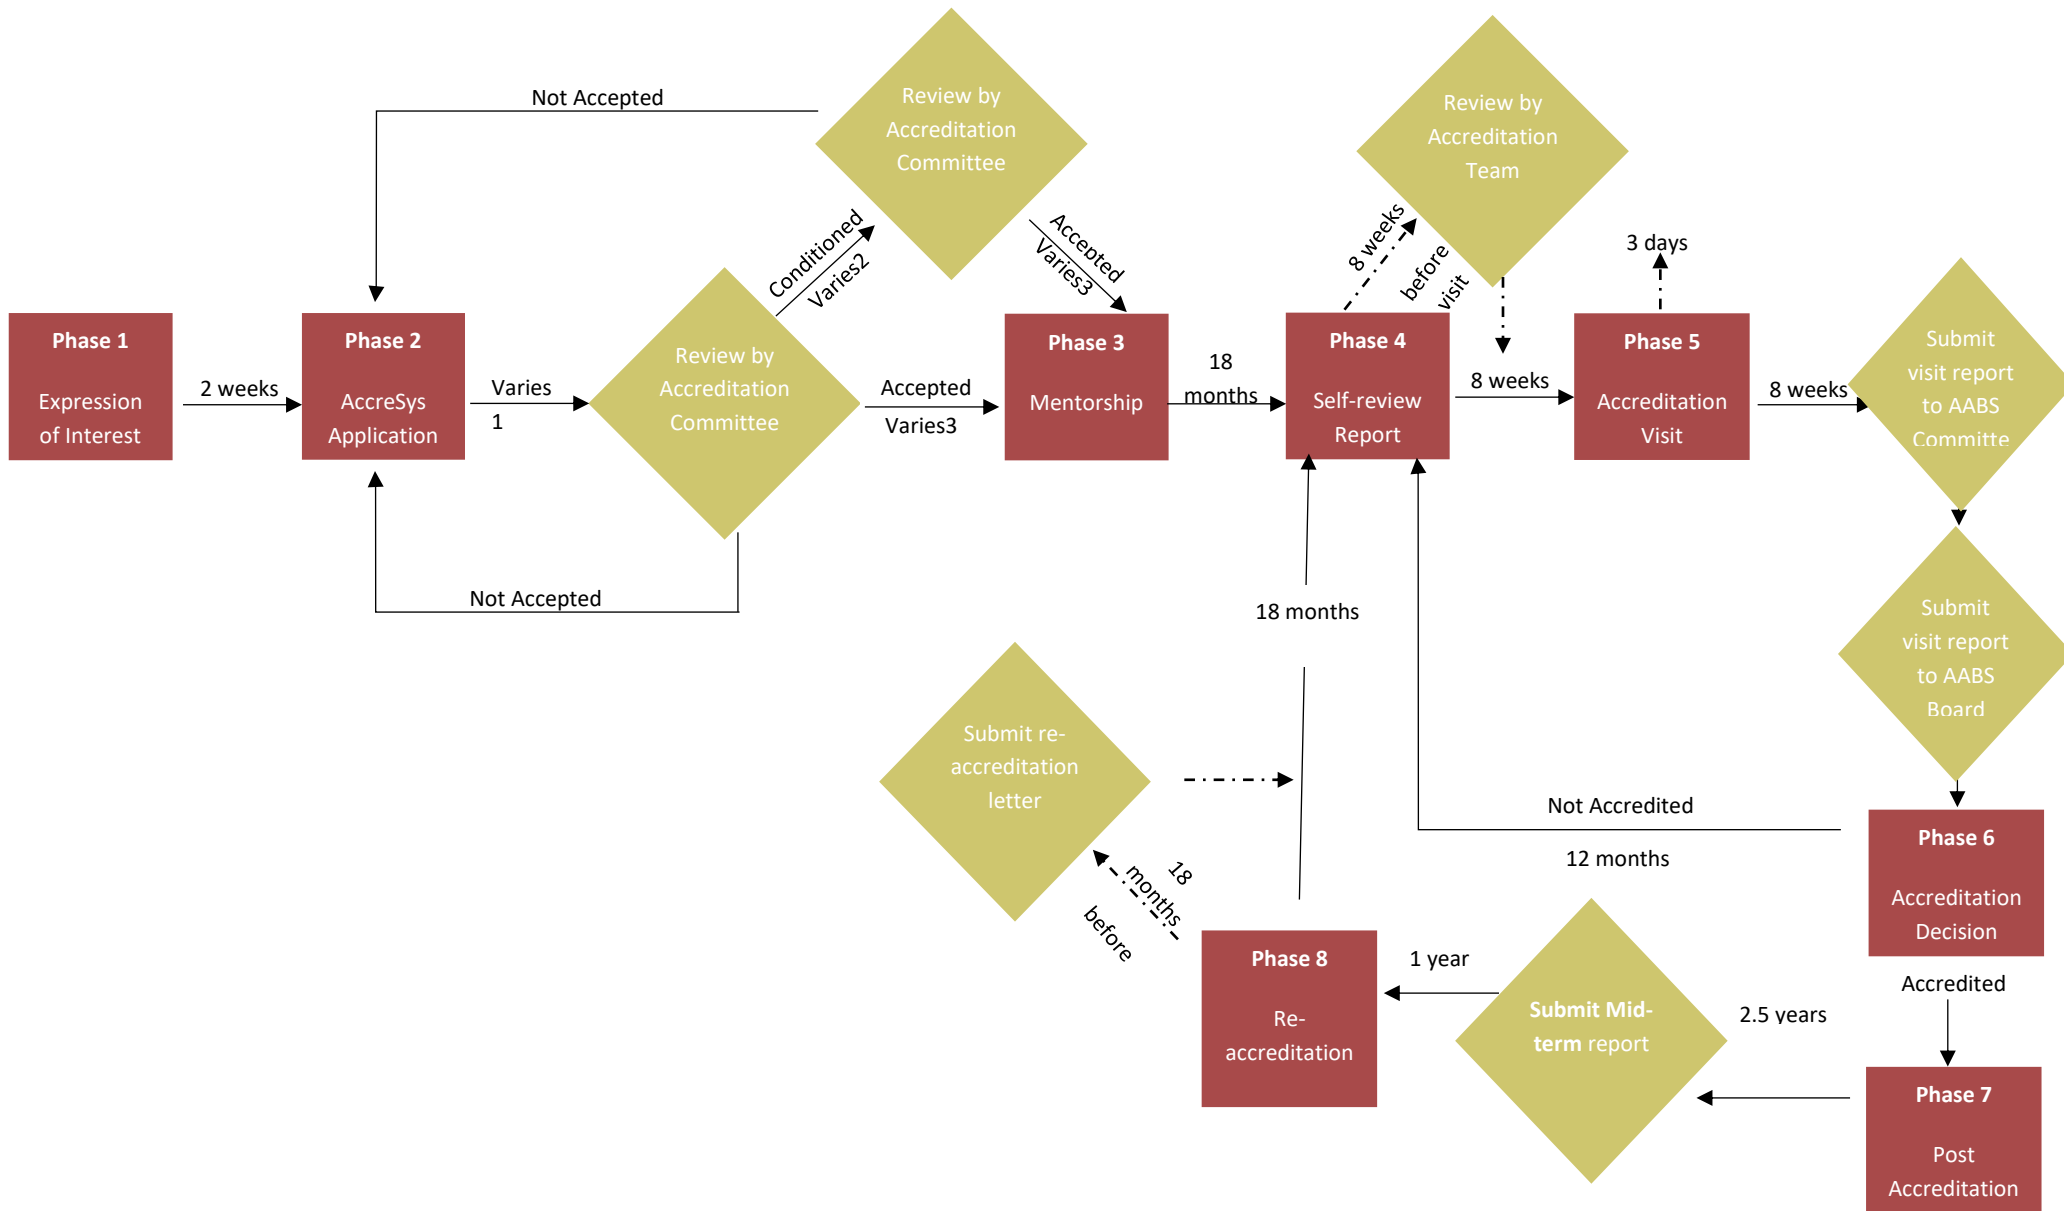 Not Accepted
Review by
Accreditation
Committee
Review by
Accreditation
Team
Conditioned
Varies2
Accepted
Varies3
8 weeks
before
visit
3 days
Phase 1
Expression
of Interest
2 weeks
Phase 2
AccreSys
Application
Varies
1
Review by
Accreditation
Committee
Accepted
Varies3
Phase 3
Mentorship
18
months
Phase 4
Self-review
Report
8 weeks
Phase 5
Accreditation
Visit
8 weeks
Submit
visit report
to AABS
Committe
Not Accepted
18 months
Submit
visit report
to AABS
Board
Submit re-
accreditation
letter
18
months
before
Not Accredited
12 months
Phase 6
Accreditation
Decision
Accredited
Phase 8
Re-
accreditation
1 year
Submit Mid-
term report
2.5 years
Phase 7
Post
Accreditation